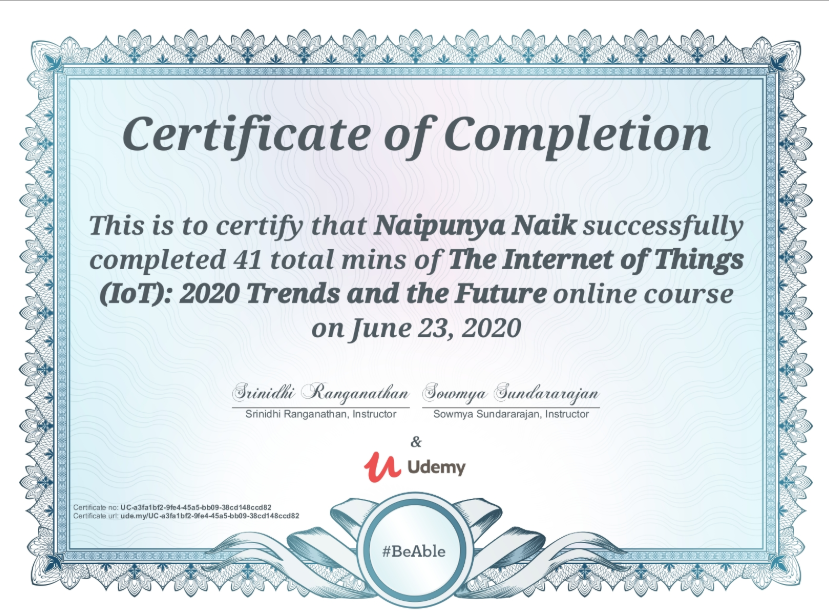 Certificate of Completion
This is to certify that Naipunya Naik successfully
completed 41 total mins of The Internet of Things
(IoT): 2020 Trends and the Future online course
on June 23, 2020
Srinidhi Ranganathan Sowmya Sundararajan
Srinidhi Ranganathan, Instructor Sowmya Sundararajan, Instructor
&
Udemy
Certificate no: UC-a3fa1bf2-9fe4-45a5-bb09-38cd148ccd82
Certificate url: ude.my/UC-a3fa1bf2-9fe4-45a5-bb09-38cd148ccd82
#BeAble